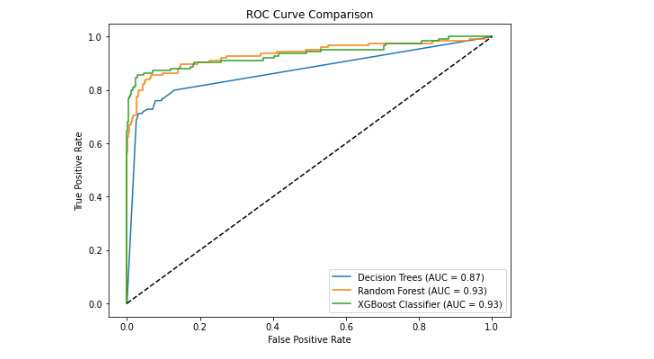 ROC Curve Comparison
True Positive Rate
1.0
0.8
0.6
0.4
0.2
0.0
Decision Trees (AUC = 0.87)
Random Forest (AUC = 0.93)
XGBoost Classifier (AUC = 0.93)
0.0 0.2 0.4 0.6 0.8 1.0
False Positive Rate